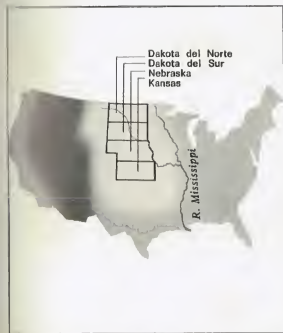 Dakota del Norte
Dakota del Sur
Nebraska
Kansas
R. Mississippi